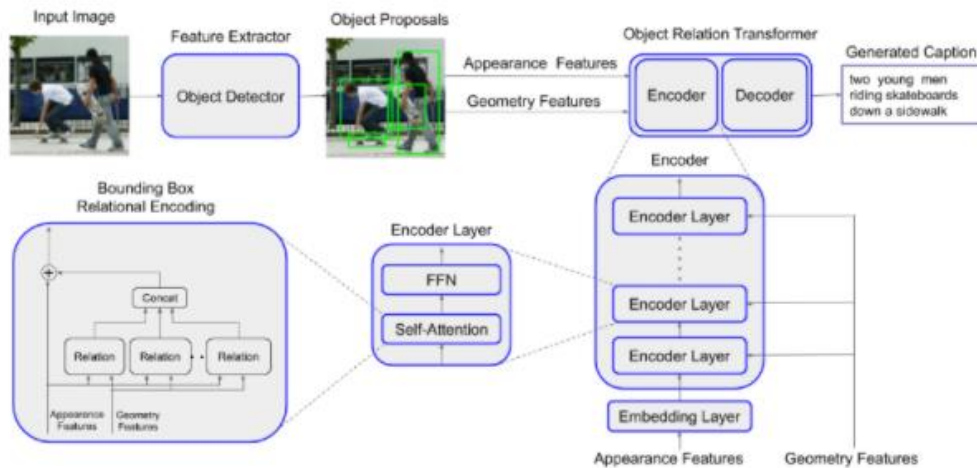 Input Image
Feature Extractor
Object Detector
Object Proposals
Appearance Features
Geometry Features
Object Relation Transformer
Encoder
Decoder
Generated Caption
two young men
riding skateboards
down a sidewalk
Bounding Box
Relational Encoding
Concat
Relation
Relation
Relation
Appearance
Features
Geometry
Features
Encoder Layer
FFN
Self-Attention
Encoder
Encoder Layer
Encoder Layer
Encoder Layer
Embedding Layer
Appearance Features
Geometry Features